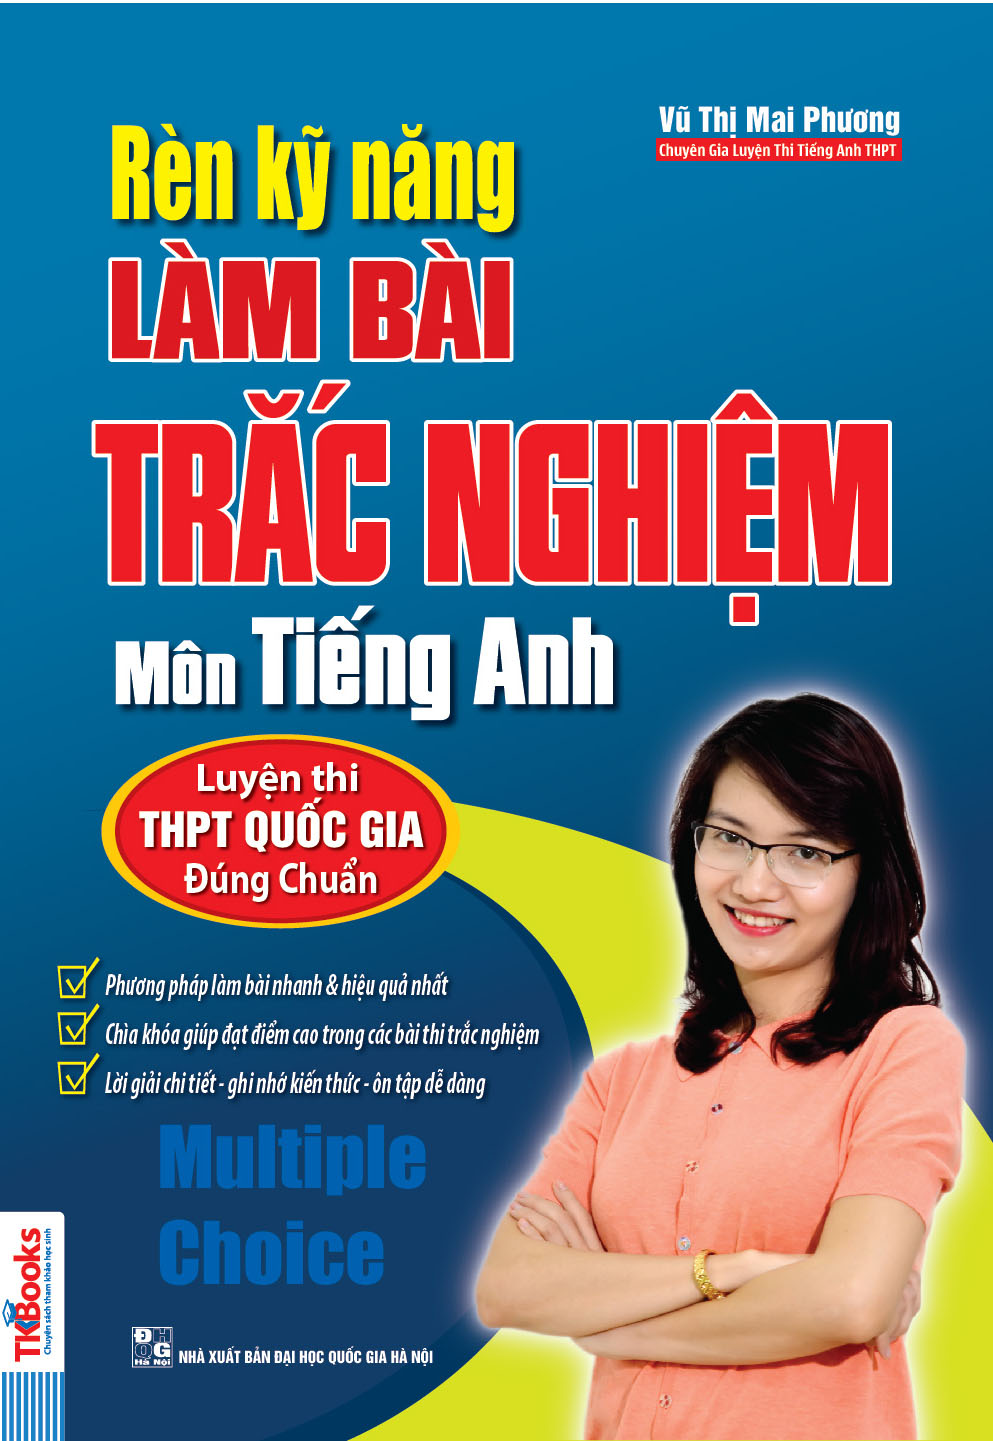 Vũ Thị Mai Phương
Chuyên Gia Luyện Thi Tiếng Anh THPT
Rèn kỹ năng
LÀM BÀI
TRẮC NGHIỆM
Môn Tiếng Anh
Luyện thi
THPT QUỐC GIA
Đúng Chuẩn
Phương pháp làm bài nhanh & hiệu quả nhất
Chìa khóa giúp đạt điểm cao trong các bài thi trắc nghiệm
Lời giải chi tiết - ghi nhớ kiến thức - ôn tập dễ dàng
Multiple
Choice
TKBooks
Chuyên sách tham khảo học sinh
ĐH
QG
Hà Nội
NHÀ XUẤT BẢN ĐẠI HỌC QUỐC GIA HÀ NỘI